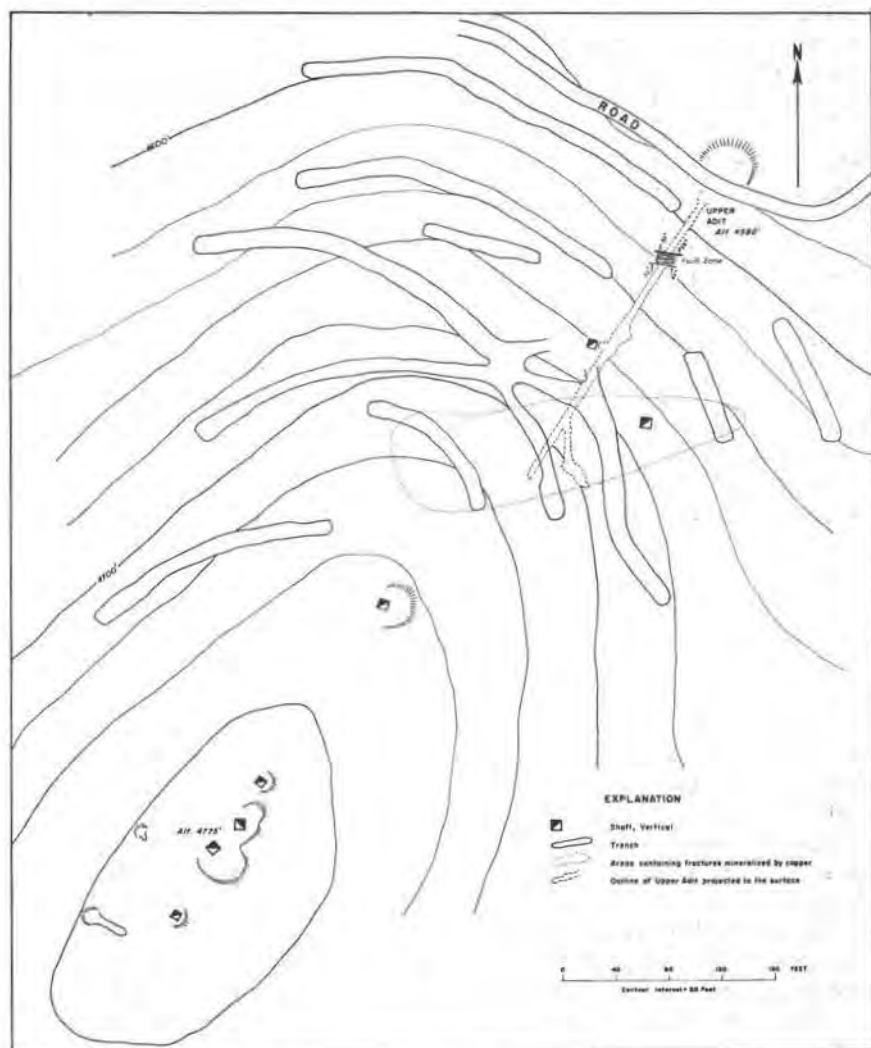 N
ROAD
UPPER
ADIT
Alt. 4580'
Fault Zone
4600'
4700'
Alt. 4775'
EXPLANATION
Shaft, Vertical
Trench
Areas containing fractures mineralized by copper
Outline of Upper Adit projected to the surface
0 40 80 120 160 FEET
Contour Interval = 20 Feet